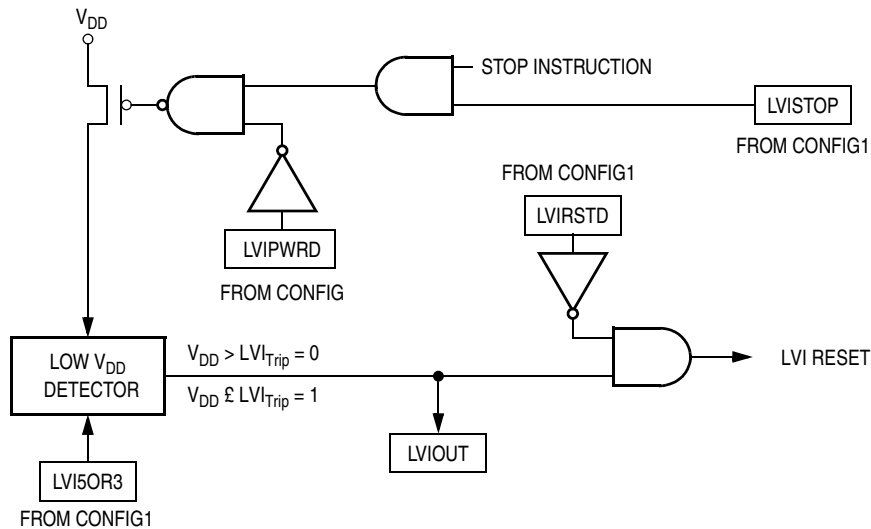 VDD
STOP INSTRUCTION
LVISTOP
FROM CONFIG1
FROM CONFIG1
LVIRSTD
LVIPWRD
FROM CONFIG
LOW VDD
DETECTOR
VDD > LVITrip = 0
VDD £ LVITrip = 1
LVI RESET
LVIOUT
LVI5OR3
FROM CONFIG1